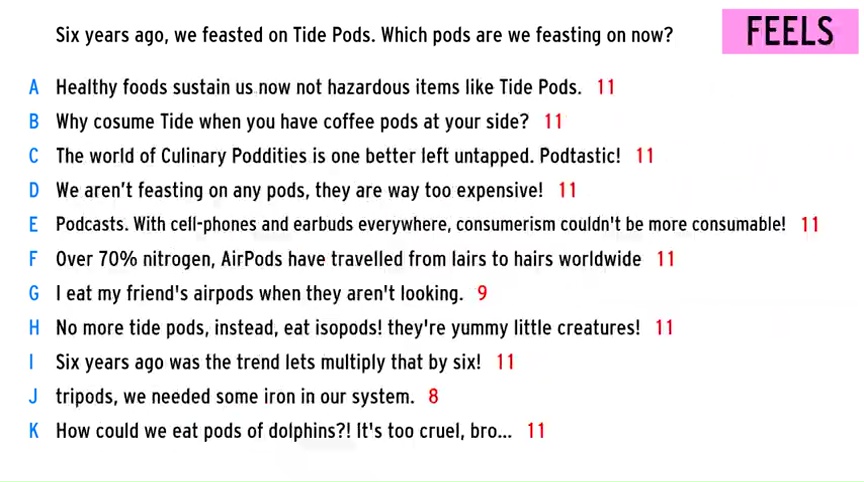 Six years ago, we feasted on Tide Pods. Which pods are we feasting on now?
FEELS
A Healthy foods sustain us now not hazardous items like Tide Pods. 11
B Why cosume Tide when you have coffee pods at your side? 11
C The world of Culinary Poddities is one better left untapped. Podtastic! 11
D We aren't feasting on any pods, they are way too expensive! 11
E Podcasts. With cell-phones and earbuds everywhere, consumerism couldn't be more consumable! 11
F Over 70% nitrogen, AirPods have travelled from lairs to hairs worldwide 11
G I eat my friend's airpods when they aren't looking. 9
H No more tide pods, instead, eat isopods! they're yummy little creatures! 11
I Six years ago was the trend lets multiply that by six! 11
J tripods, we needed some iron in our system. 8
K How could we eat pods of dolphins?! It's too cruel, bro... 11